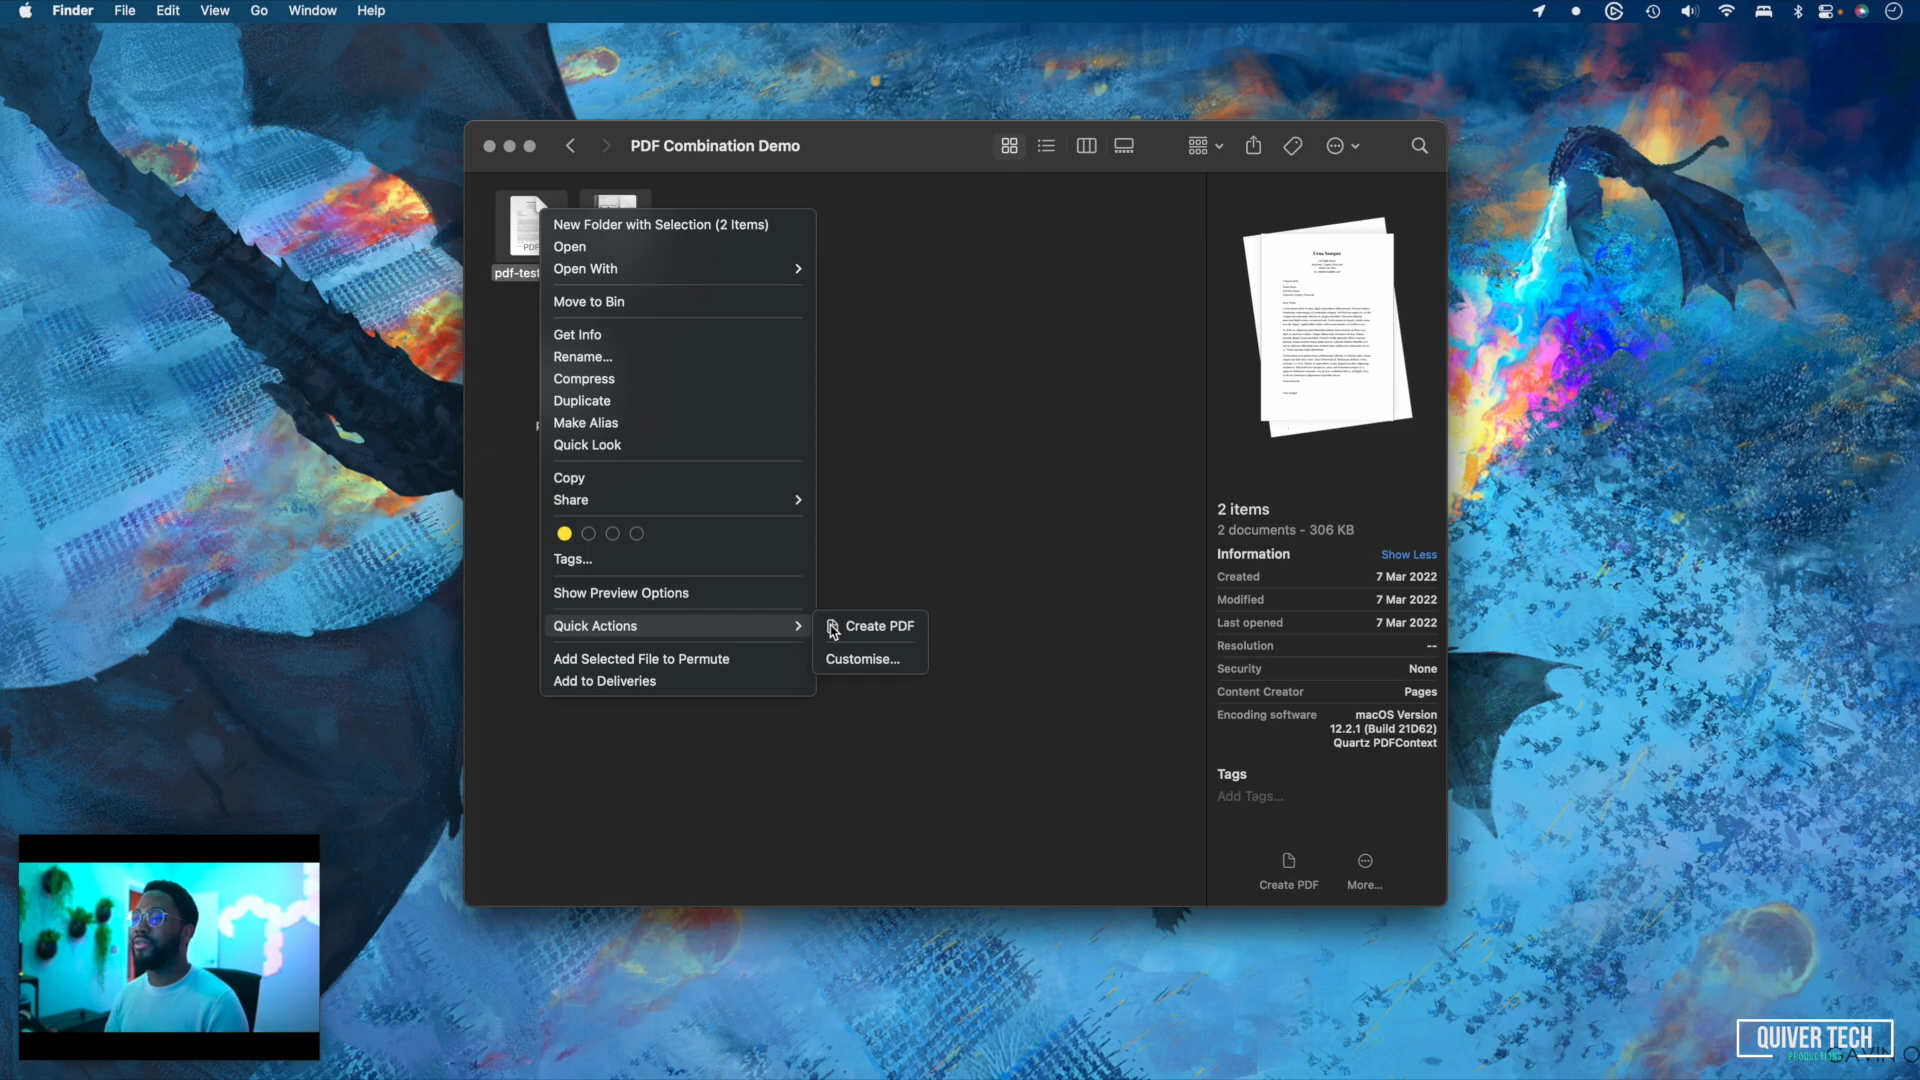 Finder File Edit View Go Window Help
PDF Combination Demo
PDF
pdf-test
New Folder with Selection (2 Items)
Open
Open With
Move to Bin
Get Info
Rename...
Compress
Duplicate
Make Alias
Quick Look
Copy
Share
Tags...
Show Preview Options
Quick Actions
Create PDF
Customise...
Add Selected File to Permute
Add to Deliveries
Urna Semper
2 items
2 documents - 306 KB
Information Show Less
Created 7 Mar 2022
Modified 7 Mar 2022
Last opened 7 Mar 2022
Resolution --
Security None
Content Creator Pages
Encoding software macOS Version
12.2.1 (Build 21D62)
Quartz PDFContext
Tags
Add Tags...
Create PDF More...
QUIVER TECH
PRODUCTIONS